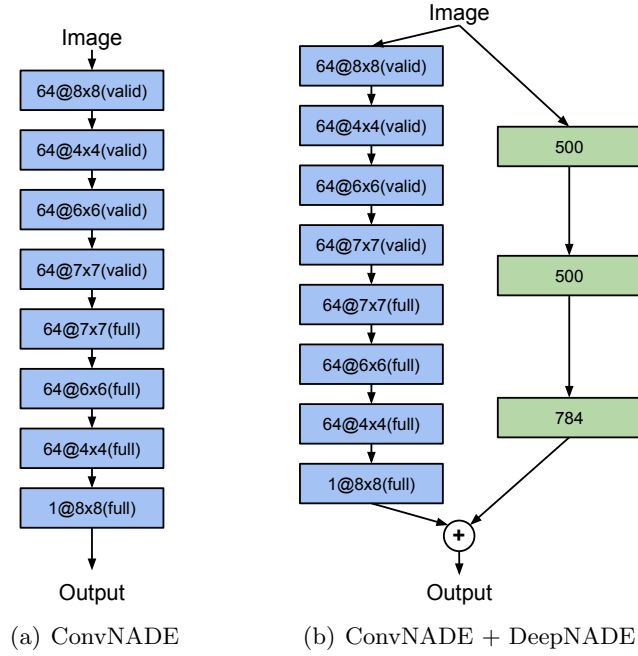 Image
64@8x8(valid)
64@4x4(valid)
64@6x6(valid)
64@7x7(valid)
64@7x7(full)
64@6x6(full)
64@4x4(full)
1@8x8(full)
Output
(a) ConvNADE
Image
64@8x8(valid)
64@4x4(valid)
64@6x6(valid)
64@7x7(valid)
64@7x7(full)
64@6x6(full)
64@4x4(full)
1@8x8(full)
500
500
784
+
Output
(b) ConvNADE + DeepNADE